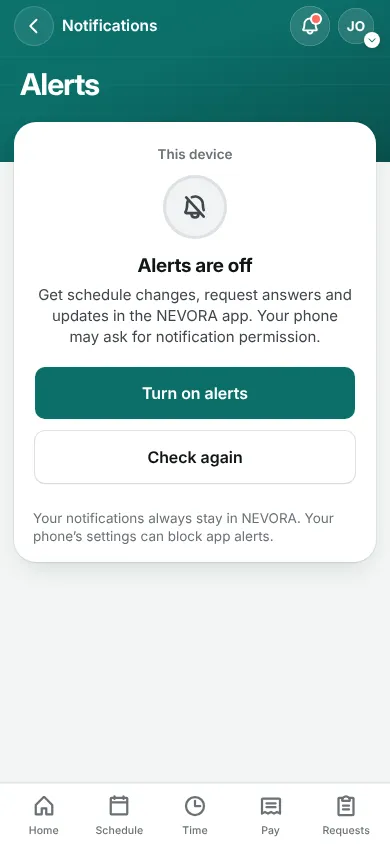 Notifications
JO
Alerts
This device
Alerts are off
Get schedule changes, request answers and
updates in the NEVORA app. Your phone
may ask for notification permission.
Turn on alerts
Check again
Your notifications always stay in NEVORA. Your
phone’s settings can block app alerts.
Home
Schedule
Time
Pay
Requests